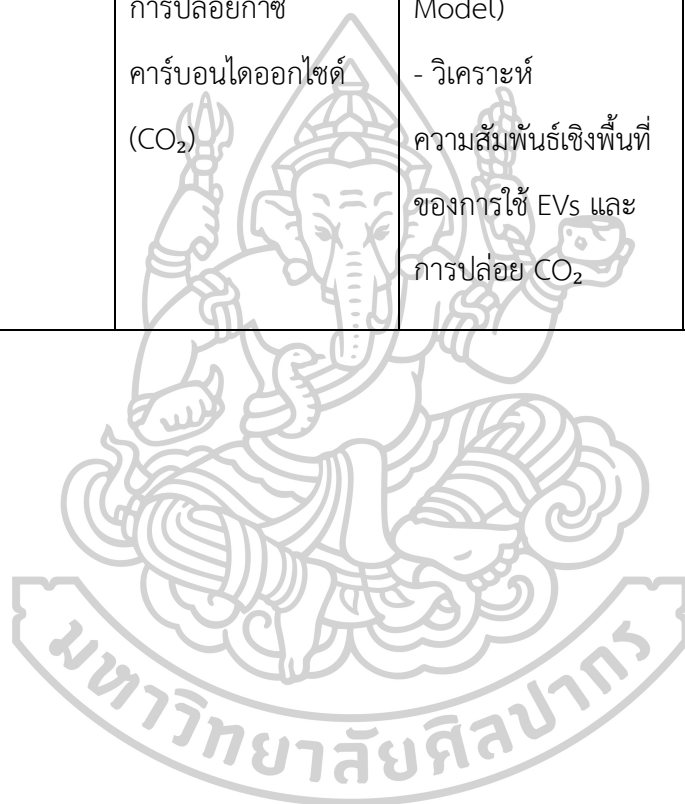 การปล่อยก๊าซ
คาร์บอนไดออกไซด์
(CO₂)
Model)
- วิเคราะห์
ความสัมพันธ์เชิงพื้นที่
ของการใช้ EVs และ
การปล่อย CO₂
มหาวิทยาลัยศิลปากร